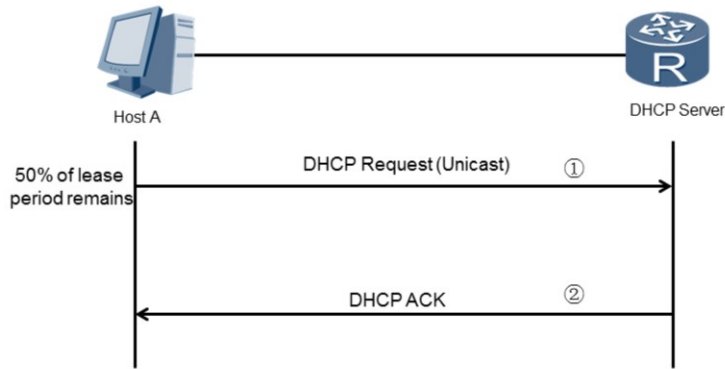 R
Host A
DHCP Server
50% of lease
period remains
DHCP Request (Unicast) ①
DHCP ACK ②